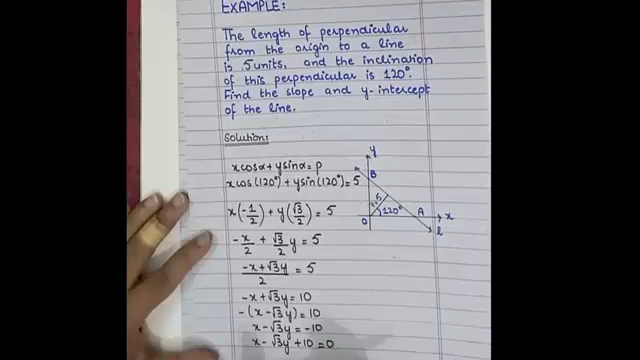 EXAMPLE:
The length of perpendicular
from the origin to a line
is 5units, and the inclination
of this perpendicular is 120°.
Find the slope and y-intercept
of the line.
Solution:
xcosα+ysinα=p
xcos(120°)+ysin(120°)=5
x(-1/2)+y(√3/2)=5
-x/2+√3/2y=5
-x+√3y/2=5
-x+√3y=10
-(x-√3y)=10
x-√3y=-10
x-√3y+10=0
y
B
5
120°
A
x
O
l